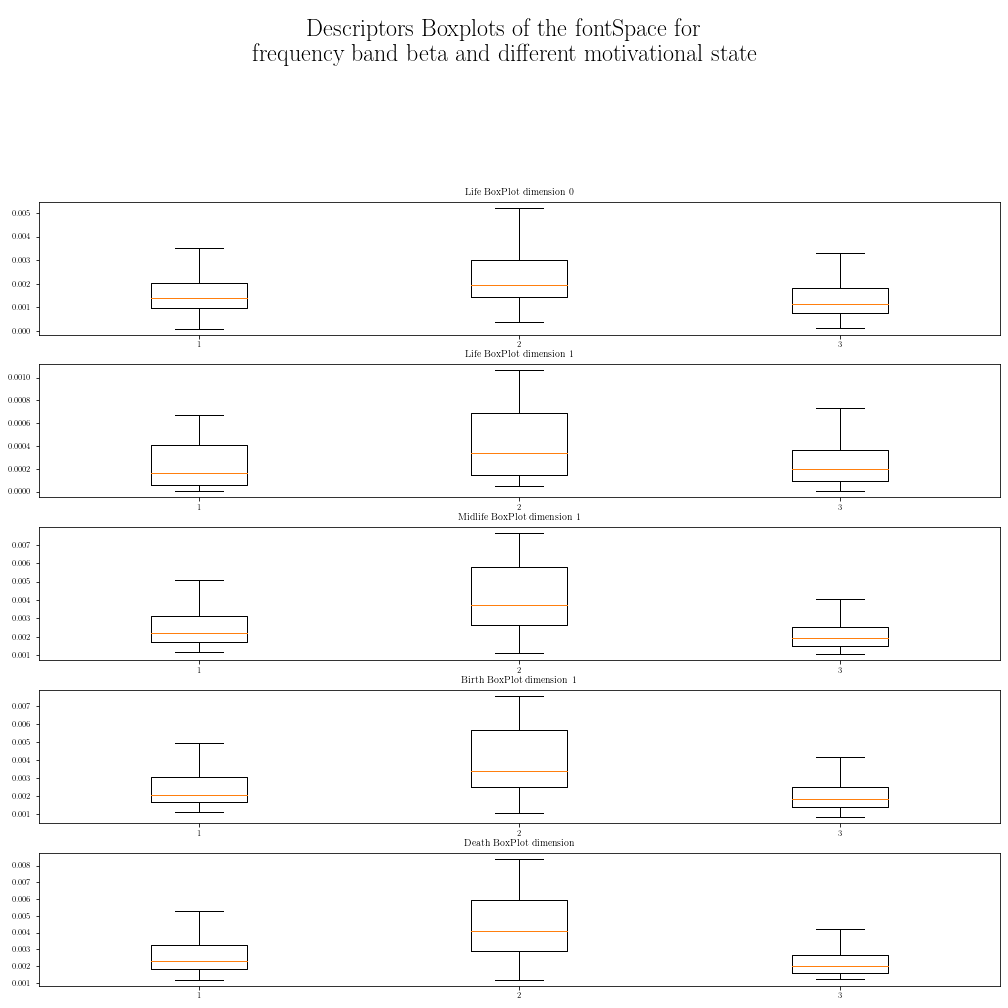 Descriptors Boxplots of the fontSpace for
frequency band beta and different motivational state
Life BoxPlot dimension 0
0.005
0.004
0.003
0.002
0.001
0.000
1 2 3
Life BoxPlot dimension 1
0.0010
0.0008
0.0006
0.0004
0.0002
0.0000
1 2 3
Midlife BoxPlot dimension 1
0.007
0.006
0.005
0.004
0.003
0.002
0.001
1 2 3
Birth BoxPlot dimension 1
0.007
0.006
0.005
0.004
0.003
0.002
0.001
1 2 3
Death BoxPlot dimension
0.008
0.007
0.006
0.005
0.004
0.003
0.002
0.001
1 2 3